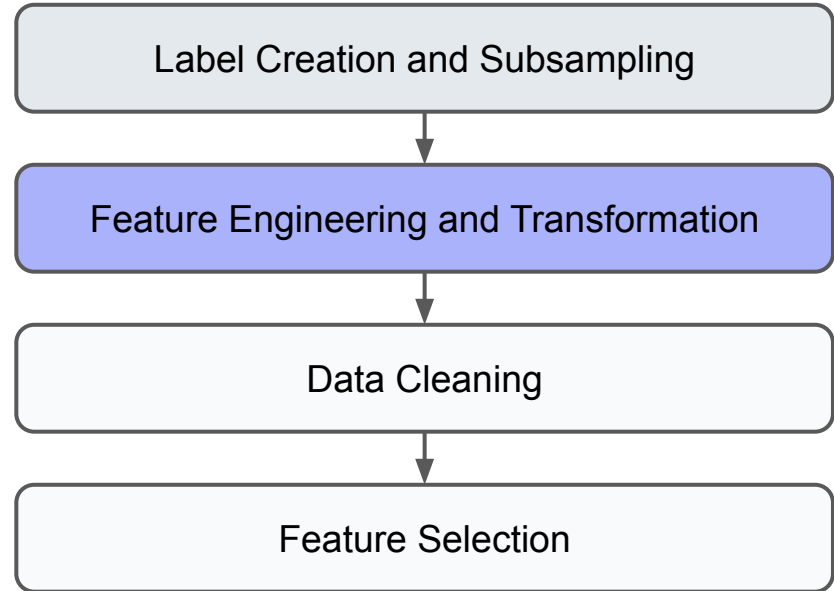 Label Creation and Subsampling
Feature Engineering and Transformation
Data Cleaning
Feature Selection